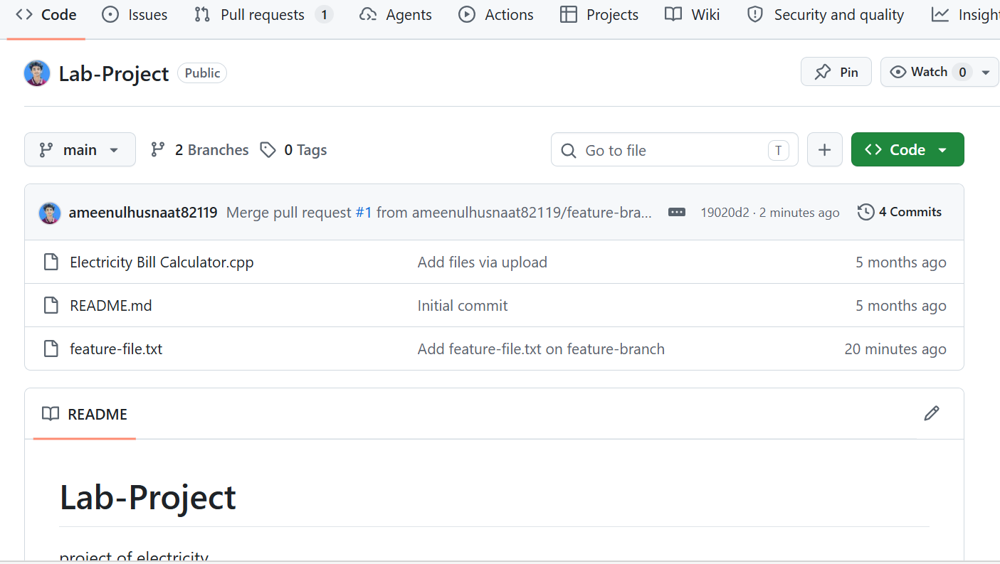 Code Issues Pull requests 1 Agents Actions Projects Wiki Security and quality Insight
Lab-Project Public Pin Watch 0
main 2 Branches 0 Tags Go to file T + Code
ameenulhusnaat82119 Merge pull request #1 from ameenulhusnaat82119/feature-bra... 19020d2 · 2 minutes ago 4 Commits
Electricity Bill Calculator.cpp Add files via upload 5 months ago
README.md Initial commit 5 months ago
feature-file.txt Add feature-file.txt on feature-branch 20 minutes ago
README
Lab-Project
project of electricity